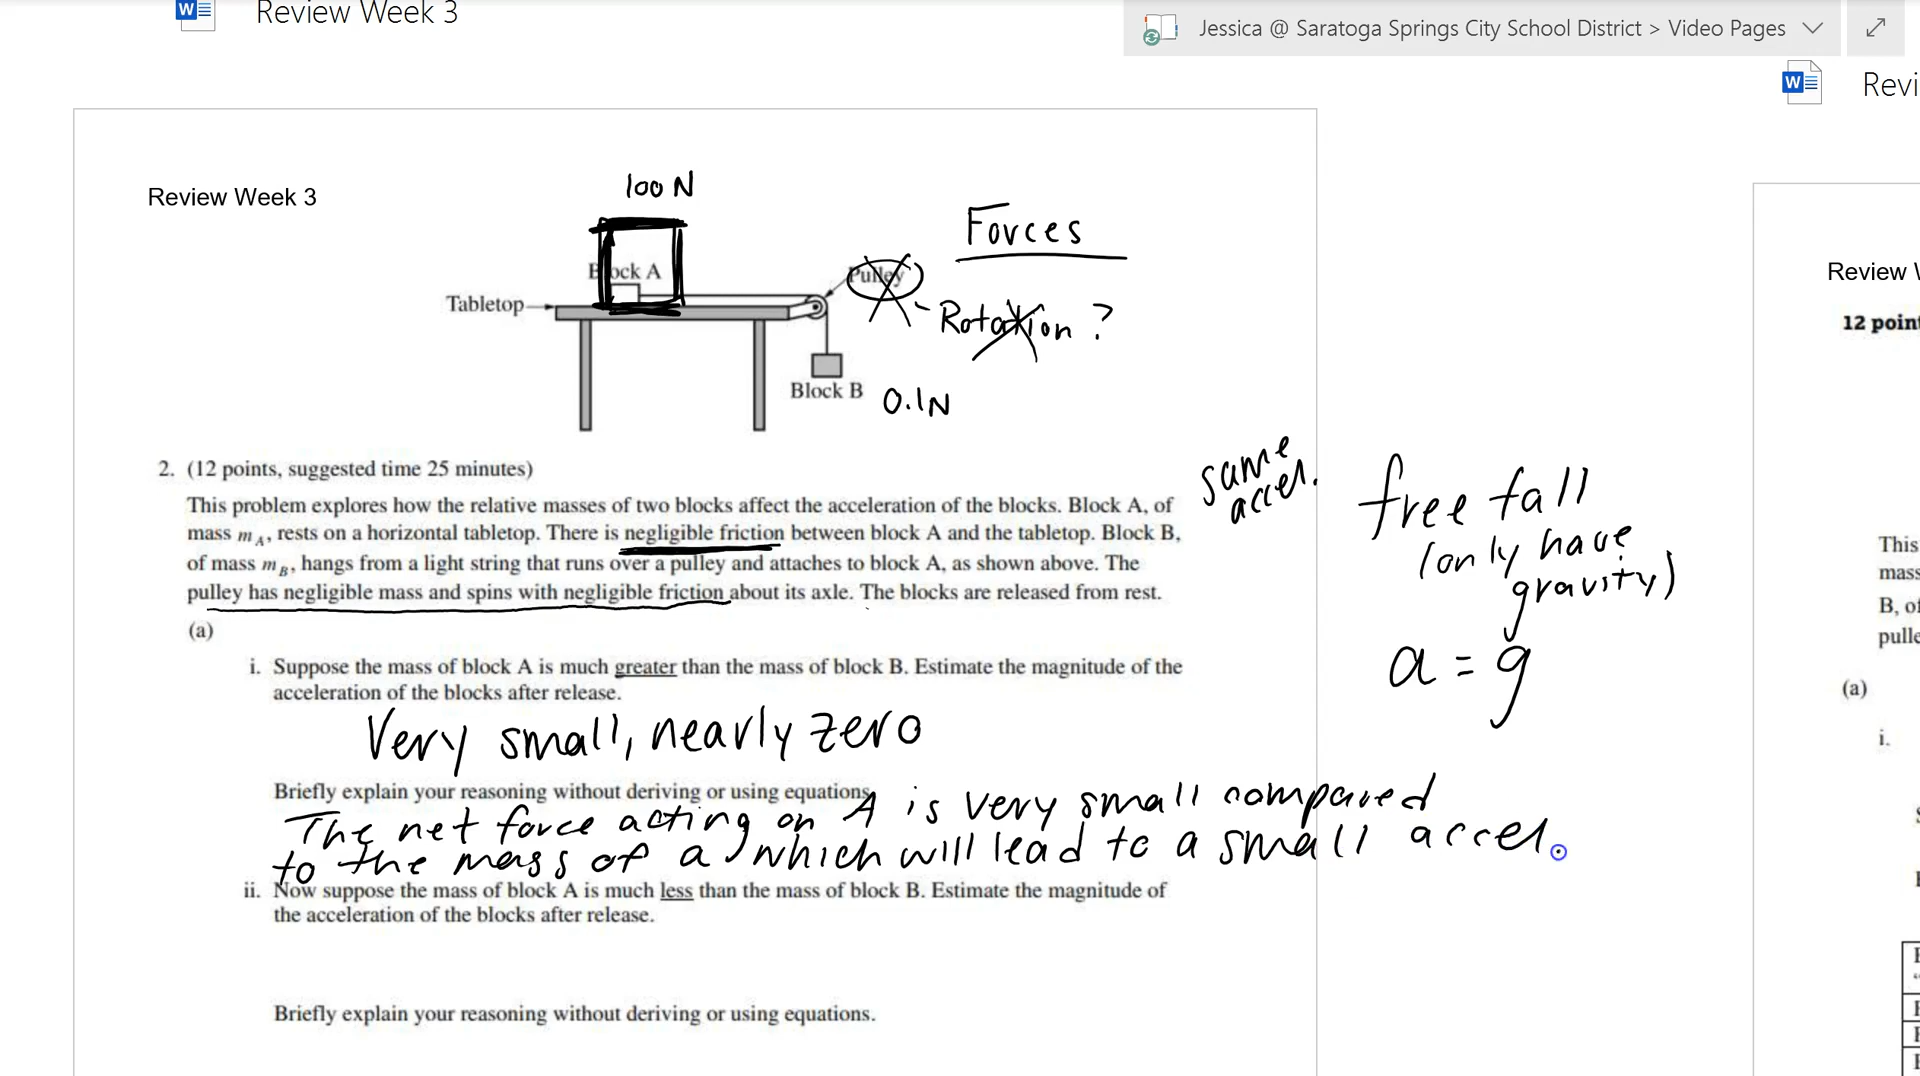 Review Week 3
Jessica @ Saratoga Springs City School District > Video Pages
W
Revi
Review Week 3
100 N
Forces
Block A
Pulley
Tabletop
Rotation ?
Block B
0.1N
same
accel.
free fall
(only have
gravity)
a = g
2. (12 points, suggested time 25 minutes)
This problem explores how the relative masses of two blocks affect the acceleration of the blocks. Block A, of
mass mA, rests on a horizontal tabletop. There is negligible friction between block A and the tabletop. Block B,
of mass mB, hangs from a light string that runs over a pulley and attaches to block A, as shown above. The
pulley has negligible mass and spins with negligible friction about its axle. The blocks are released from rest.
(a)
i. Suppose the mass of block A is much greater than the mass of block B. Estimate the magnitude of the
acceleration of the blocks after release.
Very small, nearly zero
Briefly explain your reasoning without deriving or using equations.
The net force acting on A is very small compared
to the mass of a which will lead to a small accel.
ii. Now suppose the mass of block A is much less than the mass of block B. Estimate the magnitude of
the acceleration of the blocks after release.
Briefly explain your reasoning without deriving or using equations.
Review
12 point
This
mass
B, of
pulle
(a)
i.